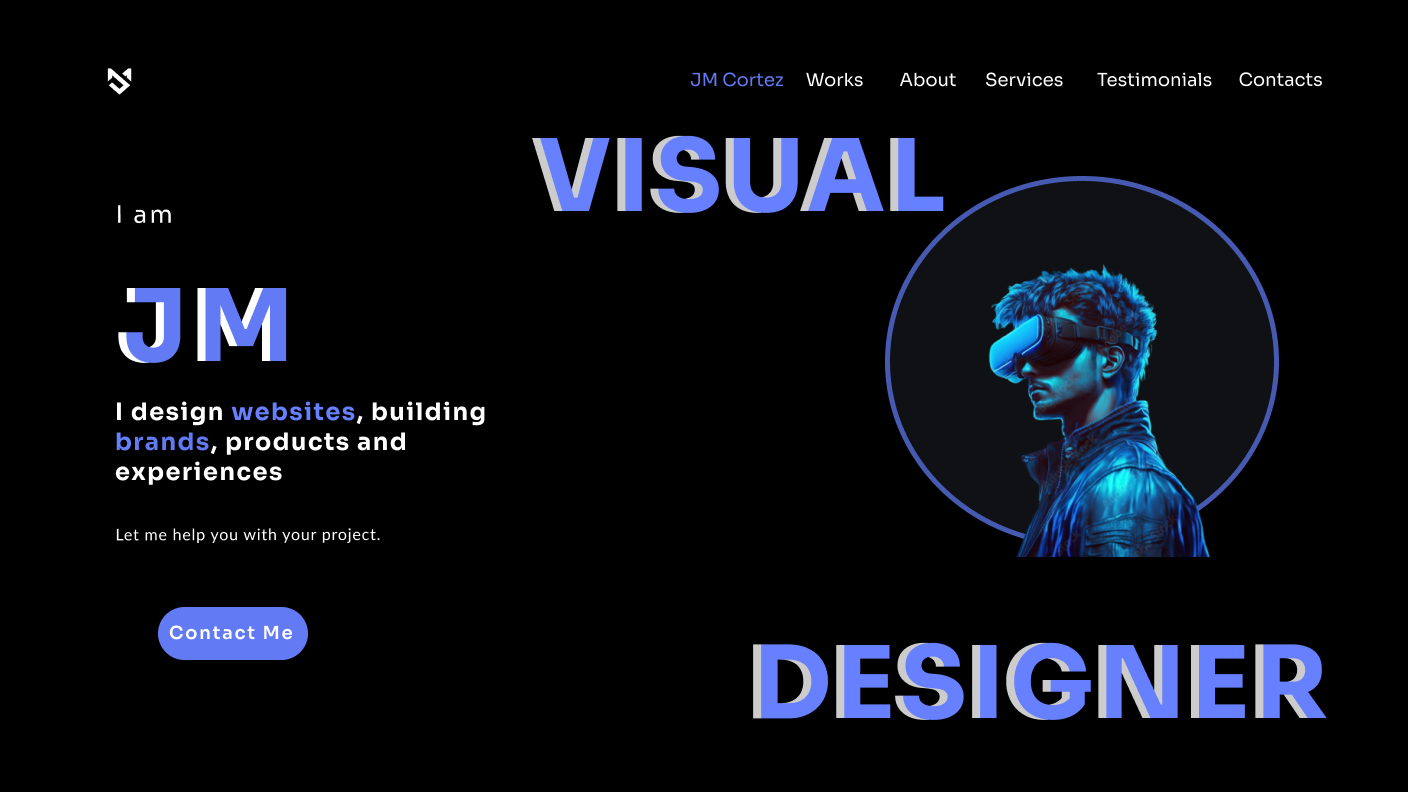 JM Cortez Works About Services Testimonials Contacts
VISUAL
I am
JM
I design websites, building
brands, products and
experiences
Let me help you with your project.
Contact Me
DESIGNER